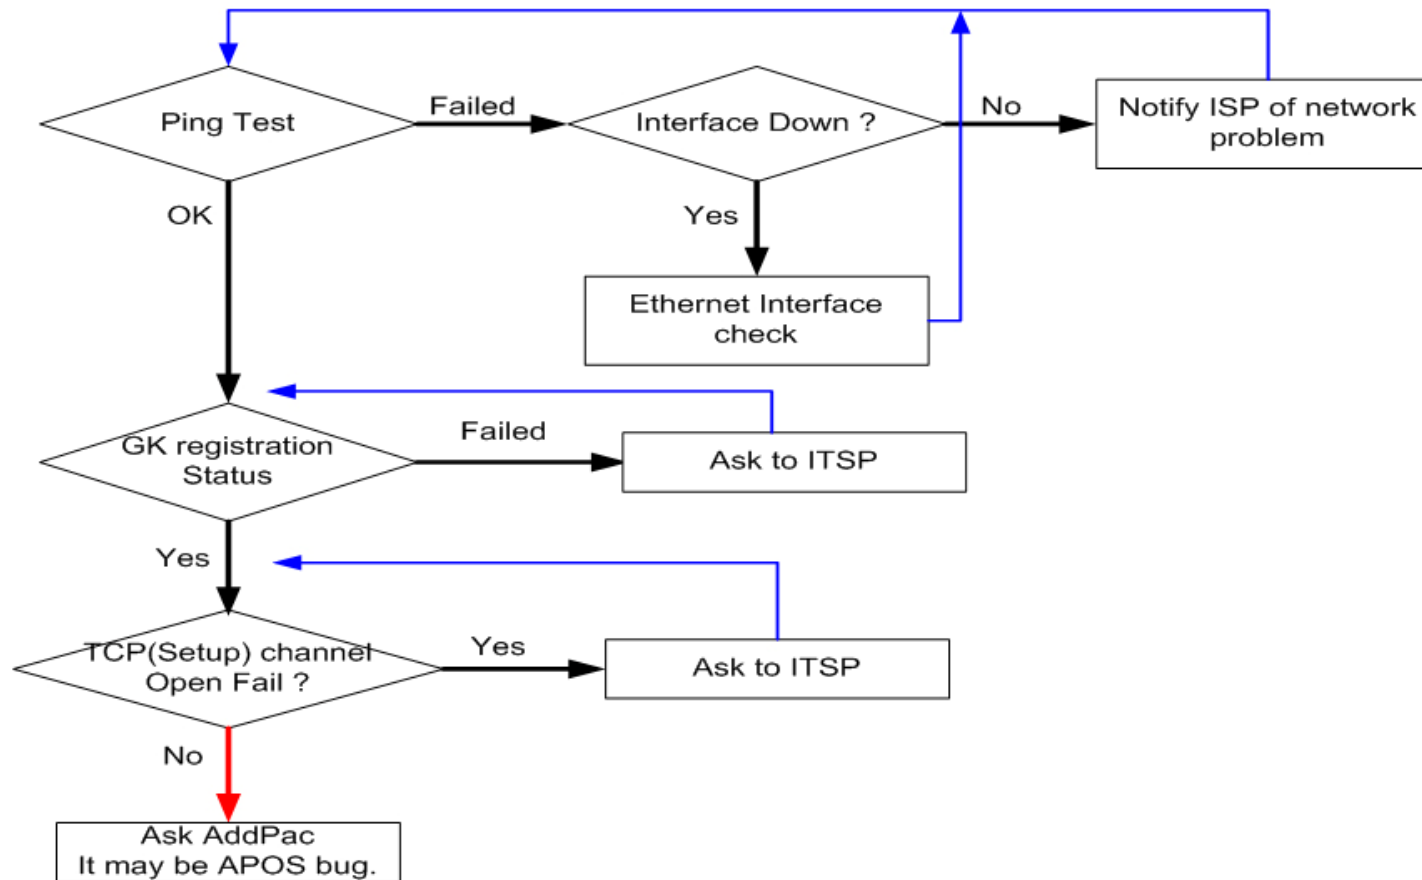 Ping Test
Failed
Interface Down ?
No
Notify ISP of network
problem
OK
Yes
Ethernet Interface
check
GK registration
Status
Failed
Ask to ITSP
Yes
TCP(Setup) channel
Open Fail ?
Yes
Ask to ITSP
No
Ask AddPac
It may be APOS bug.